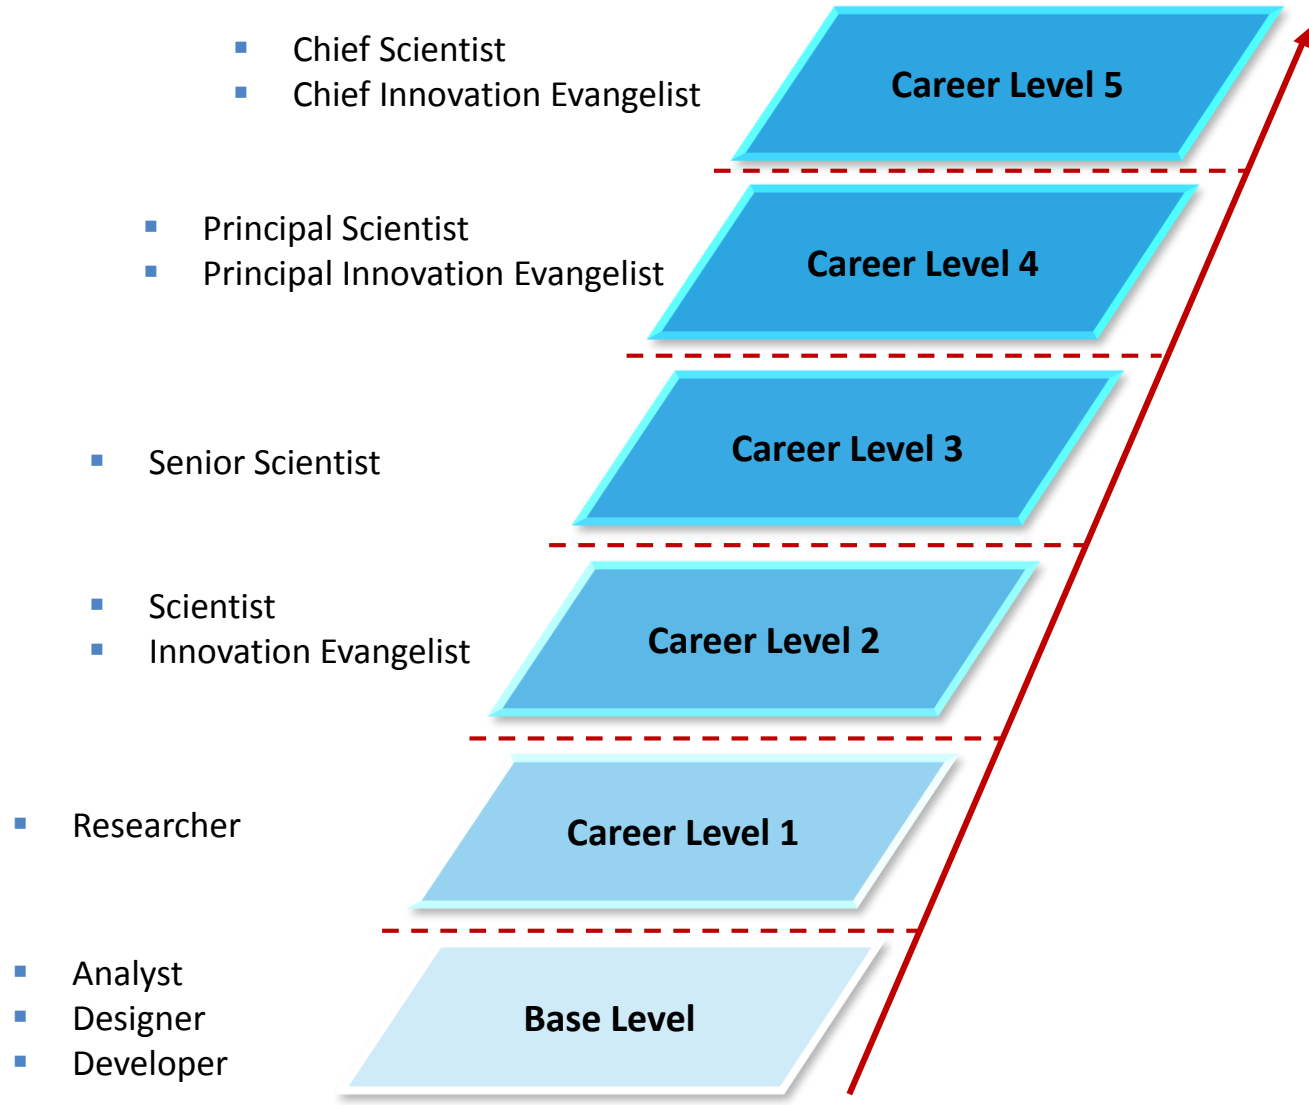 Chief Scientist
Chief Innovation Evangelist
Career Level 5
Principal Scientist
Principal Innovation Evangelist
Career Level 4
Senior Scientist
Career Level 3
Scientist
Innovation Evangelist
Career Level 2
Researcher
Career Level 1
Analyst
Designer
Developer
Base Level